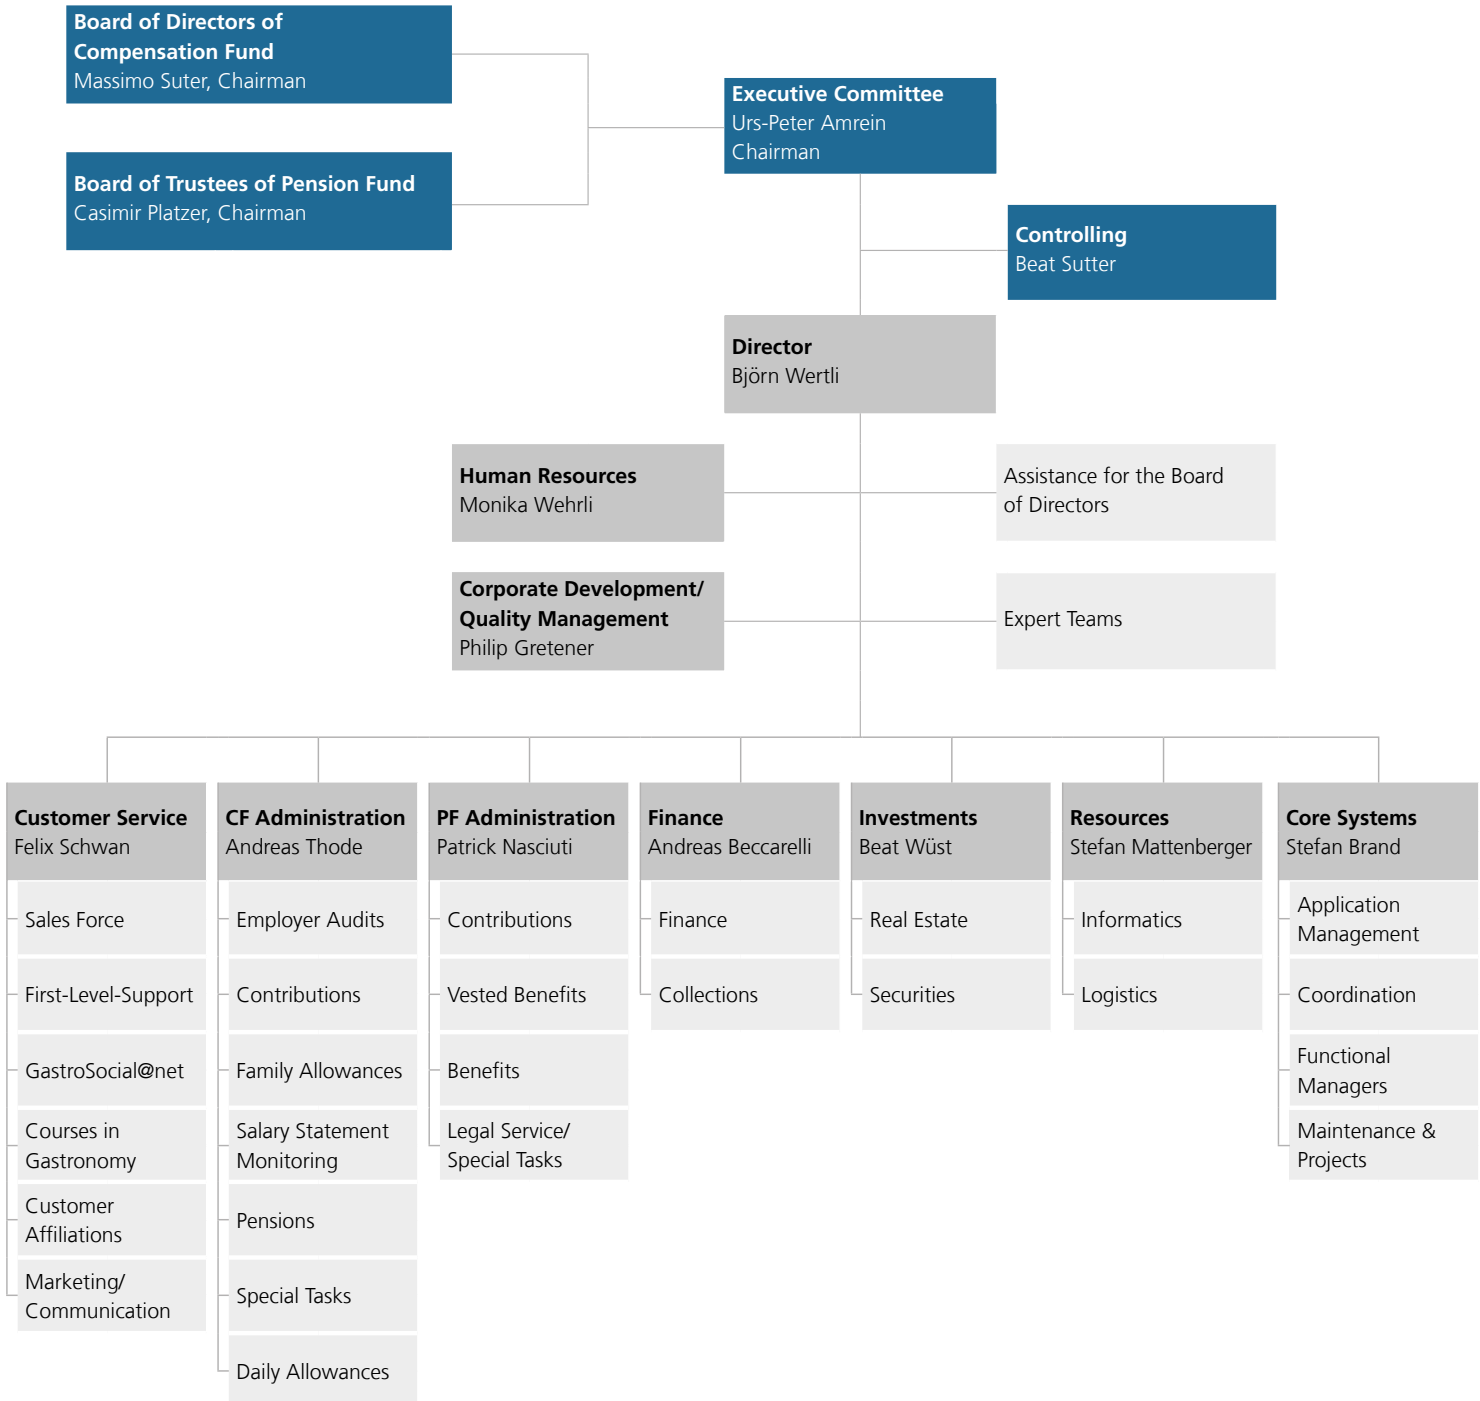 Board of Directors of
Compensation Fund
Massimo Suter, Chairman
Executive Committee
Urs-Peter Amrein
Chairman
Board of Trustees of Pension Fund
Casimir Platzer, Chairman
Controlling
Beat Sutter
Director
Björn Wertli
Human Resources
Monika Wehrli
Assistance for the Board
of Directors
Corporate Development/
Quality Management
Philip Gretener
Expert Teams
Customer Service
Felix Schwan
Sales Force
First-Level-Support
GastroSocial@net
Courses in
Gastronomy
Customer
Affiliations
Marketing/
Communication
CF Administration
Andreas Thode
Employer Audits
Contributions
Family Allowances
Salary Statement
Monitoring
Pensions
Special Tasks
Daily Allowances
PF Administration
Patrick Nasciuti
Contributions
Vested Benefits
Benefits
Legal Service/
Special Tasks
Finance
Andreas Beccarelli
Finance
Collections
Investments
Beat Wüst
Real Estate
Securities
Resources
Stefan Mattenberger
Informatics
Logistics
Core Systems
Stefan Brand
Application
Management
Coordination
Functional
Managers
Maintenance &
Projects